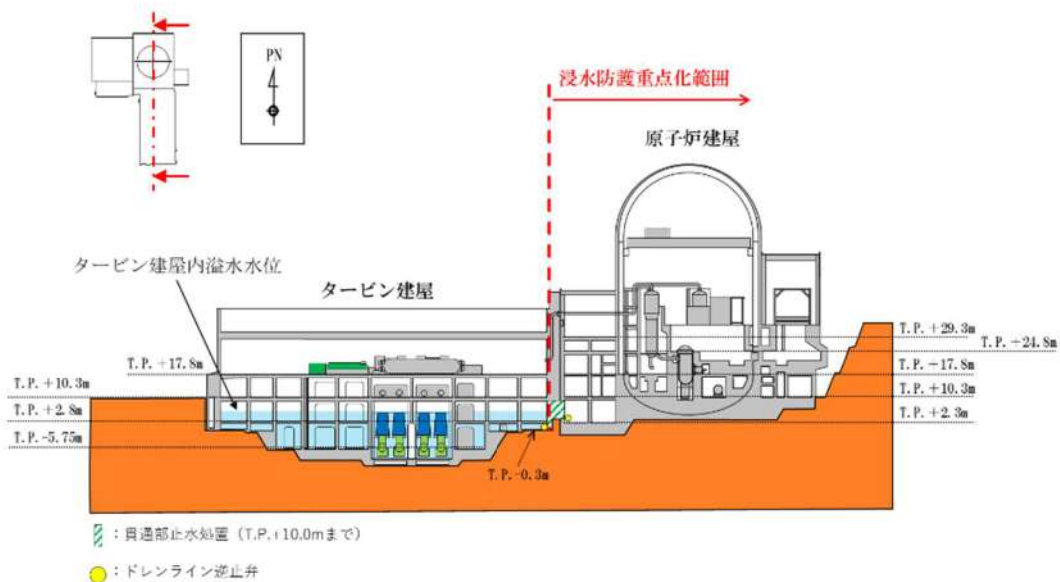 PN
浸水防護重点化範囲
原子炉建屋
タービン建屋内溢水水位
タービン建屋
T.P. +29.3m
T.P. +24.8m
T.P. +17.8m
T.P. +17.8m
T.P. +10.3m
T.P. +10.3m
T.P. +2.8m
T.P. +2.3m
T.P.-5.75m
T.P.-0.3m
：貫通部止水処置（T.P.+10.0mまで）
：ドレンライン逆止弁